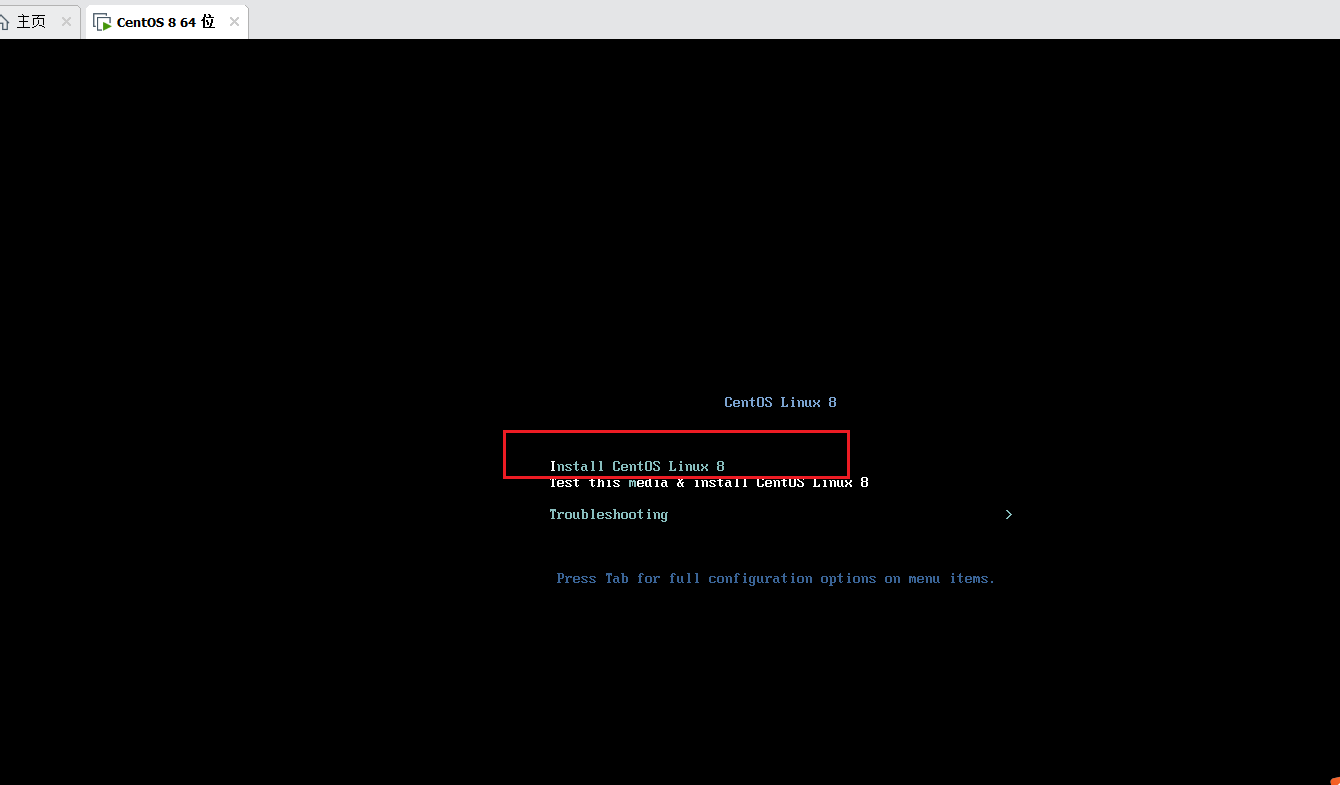 主页
CentOS 8 64 位
CentOS Linux 8
Install CentOS Linux 8
Test this media & install CentOS Linux 8
Troubleshooting >
Press Tab for full configuration options on menu items.